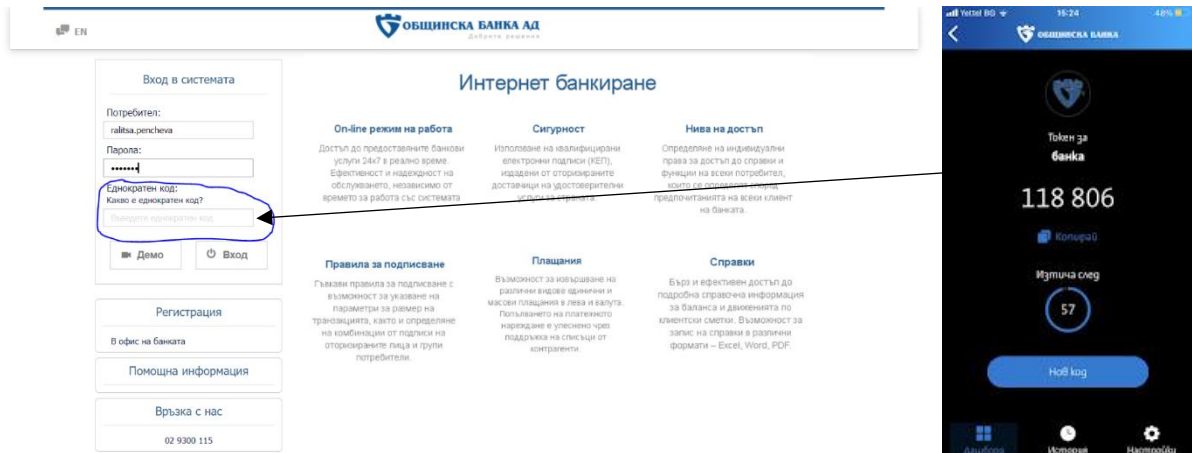 EN
ОБЩИНСКА БАНКА АД
Добрите решения
Вход в системата
Потребител:
ralitsa.pencheva
Парола:
•••••••
Еднократен код:
Какво е еднократен код?
Въведете еднократен код
Демо
Вход
Регистрация
В офис на банката
Помощна информация
Връзка с нас
02 9300 115
Интернет банкиране
On-line режим на работа
Достъп до предоставяните банкови
услуги 24x7 в реално време.
Ефективност и надеждност на
обслужването, независимо от
времето за работа със системата
Сигурност
Използване на квалифицирани
електронни подписи (КЕП),
издадени от оторизираните
доставчици на удостоверителни
услуги за страната.
Нива на достъп
Определяне на индивидуални
права за достъп до справки и
функции на всеки потребител,
които се определят според
предпочитанията на всеки клиент
на банката.
Правила за подписване
Гъвкави правила за подписване с
възможност за указване на
параметри за размер на
транзакцията, както и определяне
на комбинации от подписи на
оторизираните лица и групи
потребители.
Плащания
Възможност за извършване на
различни видове единични и
масови плащания в лева и валута.
Попълването на платежното
нареждане е улеснено чрез
поддръжка на списъци от
контрагенти.
Справки
Бърз и ефективен достъп до
подробна справочна информация
за баланса и движенията по
клиентски сметки. Възможност за
запис на справки в различни
формати – Excel, Word, PDF.
Yettel BG
15:24
48%
ОБЩИНСКА БАНКА
Токен за
банка
118 806
Копирай
Изтича след
57
Нов код
История
Настройки